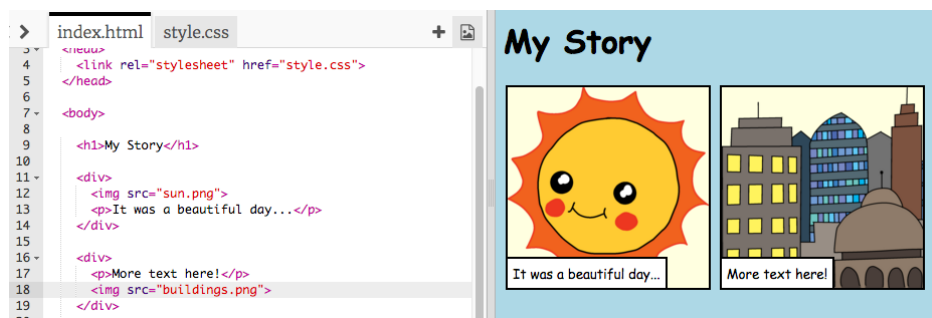 index.html style.css
3 <head>
4 <link rel="stylesheet" href="style.css">
5 </head>
6
7 <body>
8
9 <h1>My Story</h1>
10
11 <div>
12 <img src="sun.png">
13 <p>It was a beautiful day...</p>
14 </div>
15
16 <div>
17 <p>More text here!</p>
18 <img src="buildings.png">
19 </div>
My Story
It was a beautiful day...
More text here!